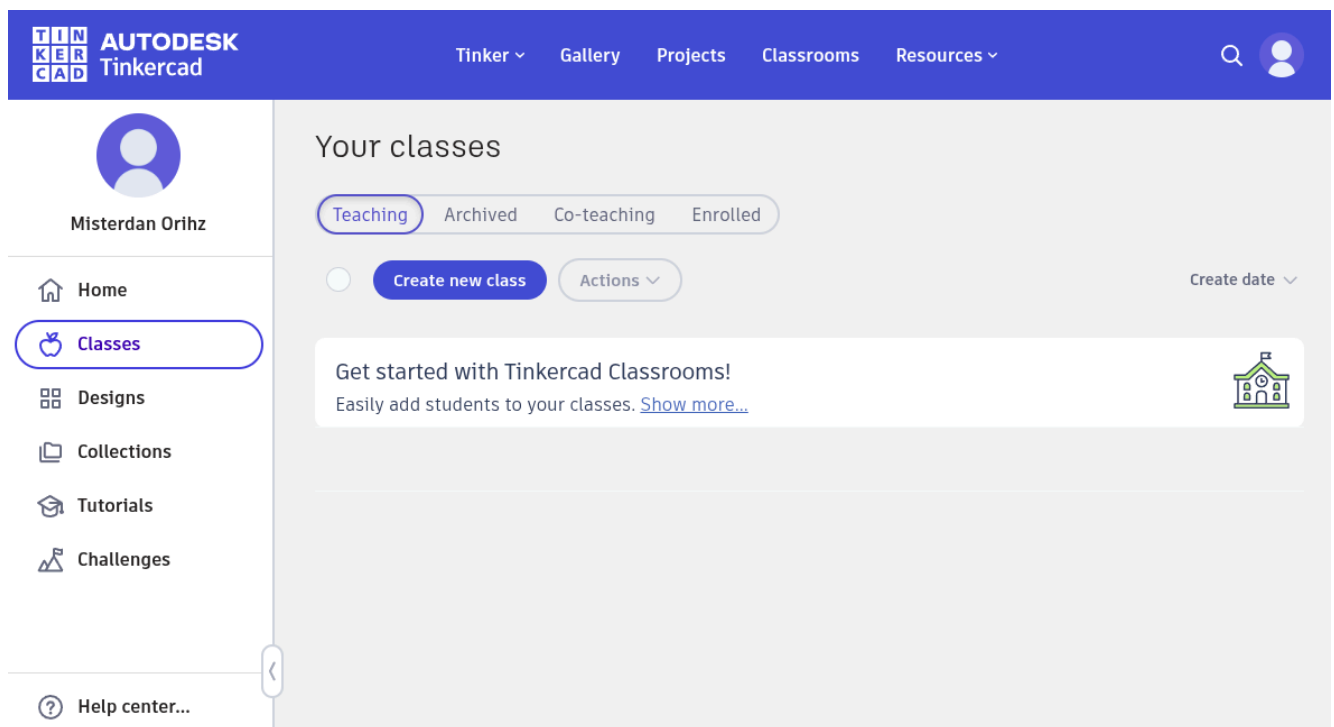 TIN
KER
CAD
AUTODESK
Tinkercad
Tinker Gallery Projects Classrooms Resources
Misterdan Orihz
Home
Classes
Designs
Collections
Tutorials
Challenges
Help center...
Your classes
Teaching Archived Co-teaching Enrolled
Create new class Actions Create date
Get started with Tinkercad Classrooms!
Easily add students to your classes. Show more...